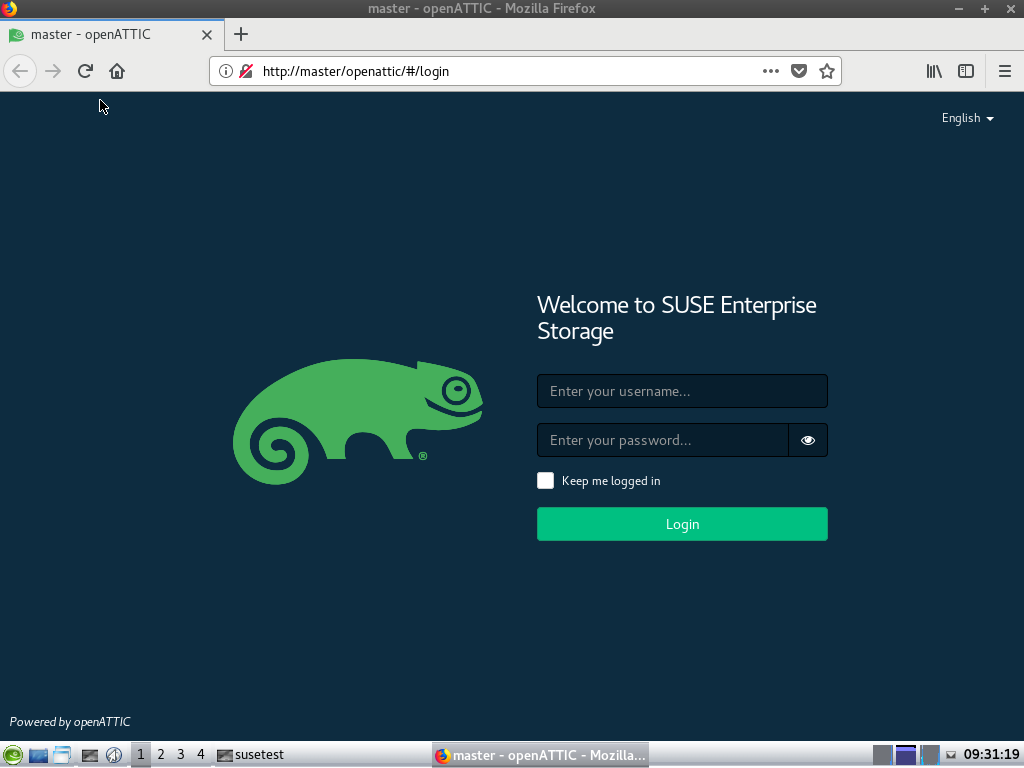 master - openATTIC - Mozilla Firefox
master - openATTIC
http://master/openattic/#/login
English
Welcome to SUSE Enterprise
Storage
Enter your username...
Enter your password...
Keep me logged in
Login
®
Powered by openATTIC
1 2 3 4 susetest master - openATTIC - Mozilla... 09:31:19